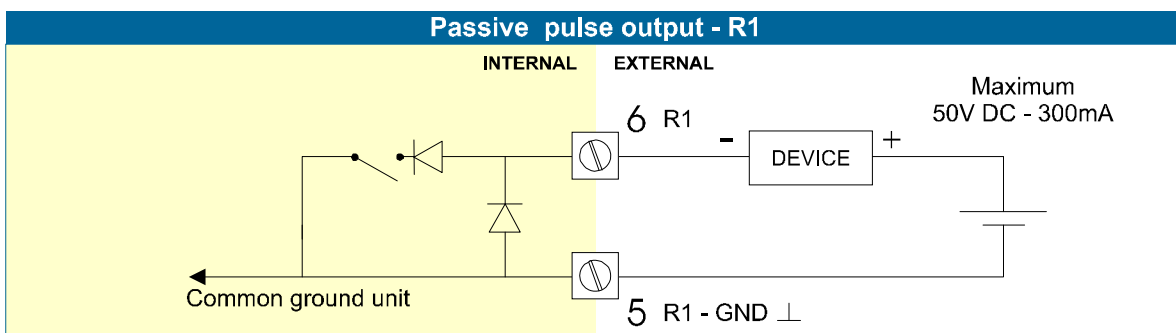 Passive pulse output - R1
INTERNAL
EXTERNAL
Maximum
50V DC - 300mA
6 R1
- DEVICE +
Common ground unit
5 R1 - GND ⊥